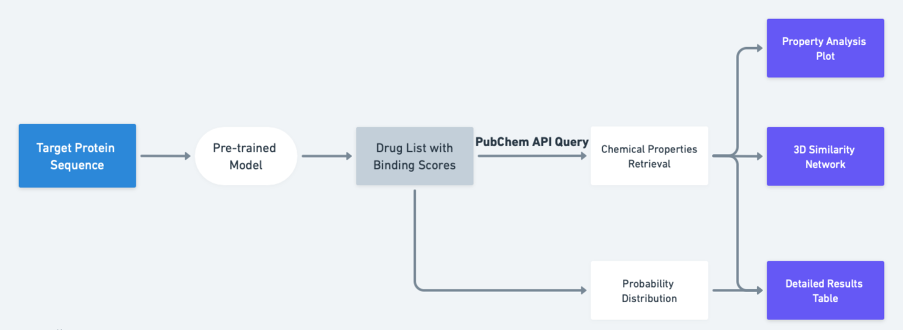 Target Protein
Sequence
Pre-trained
Model
Drug List with
Binding Scores
PubChem API Query
Chemical Properties
Retrieval
Probability
Distribution
Property Analysis
Plot
3D Similarity
Network
Detailed Results
Table